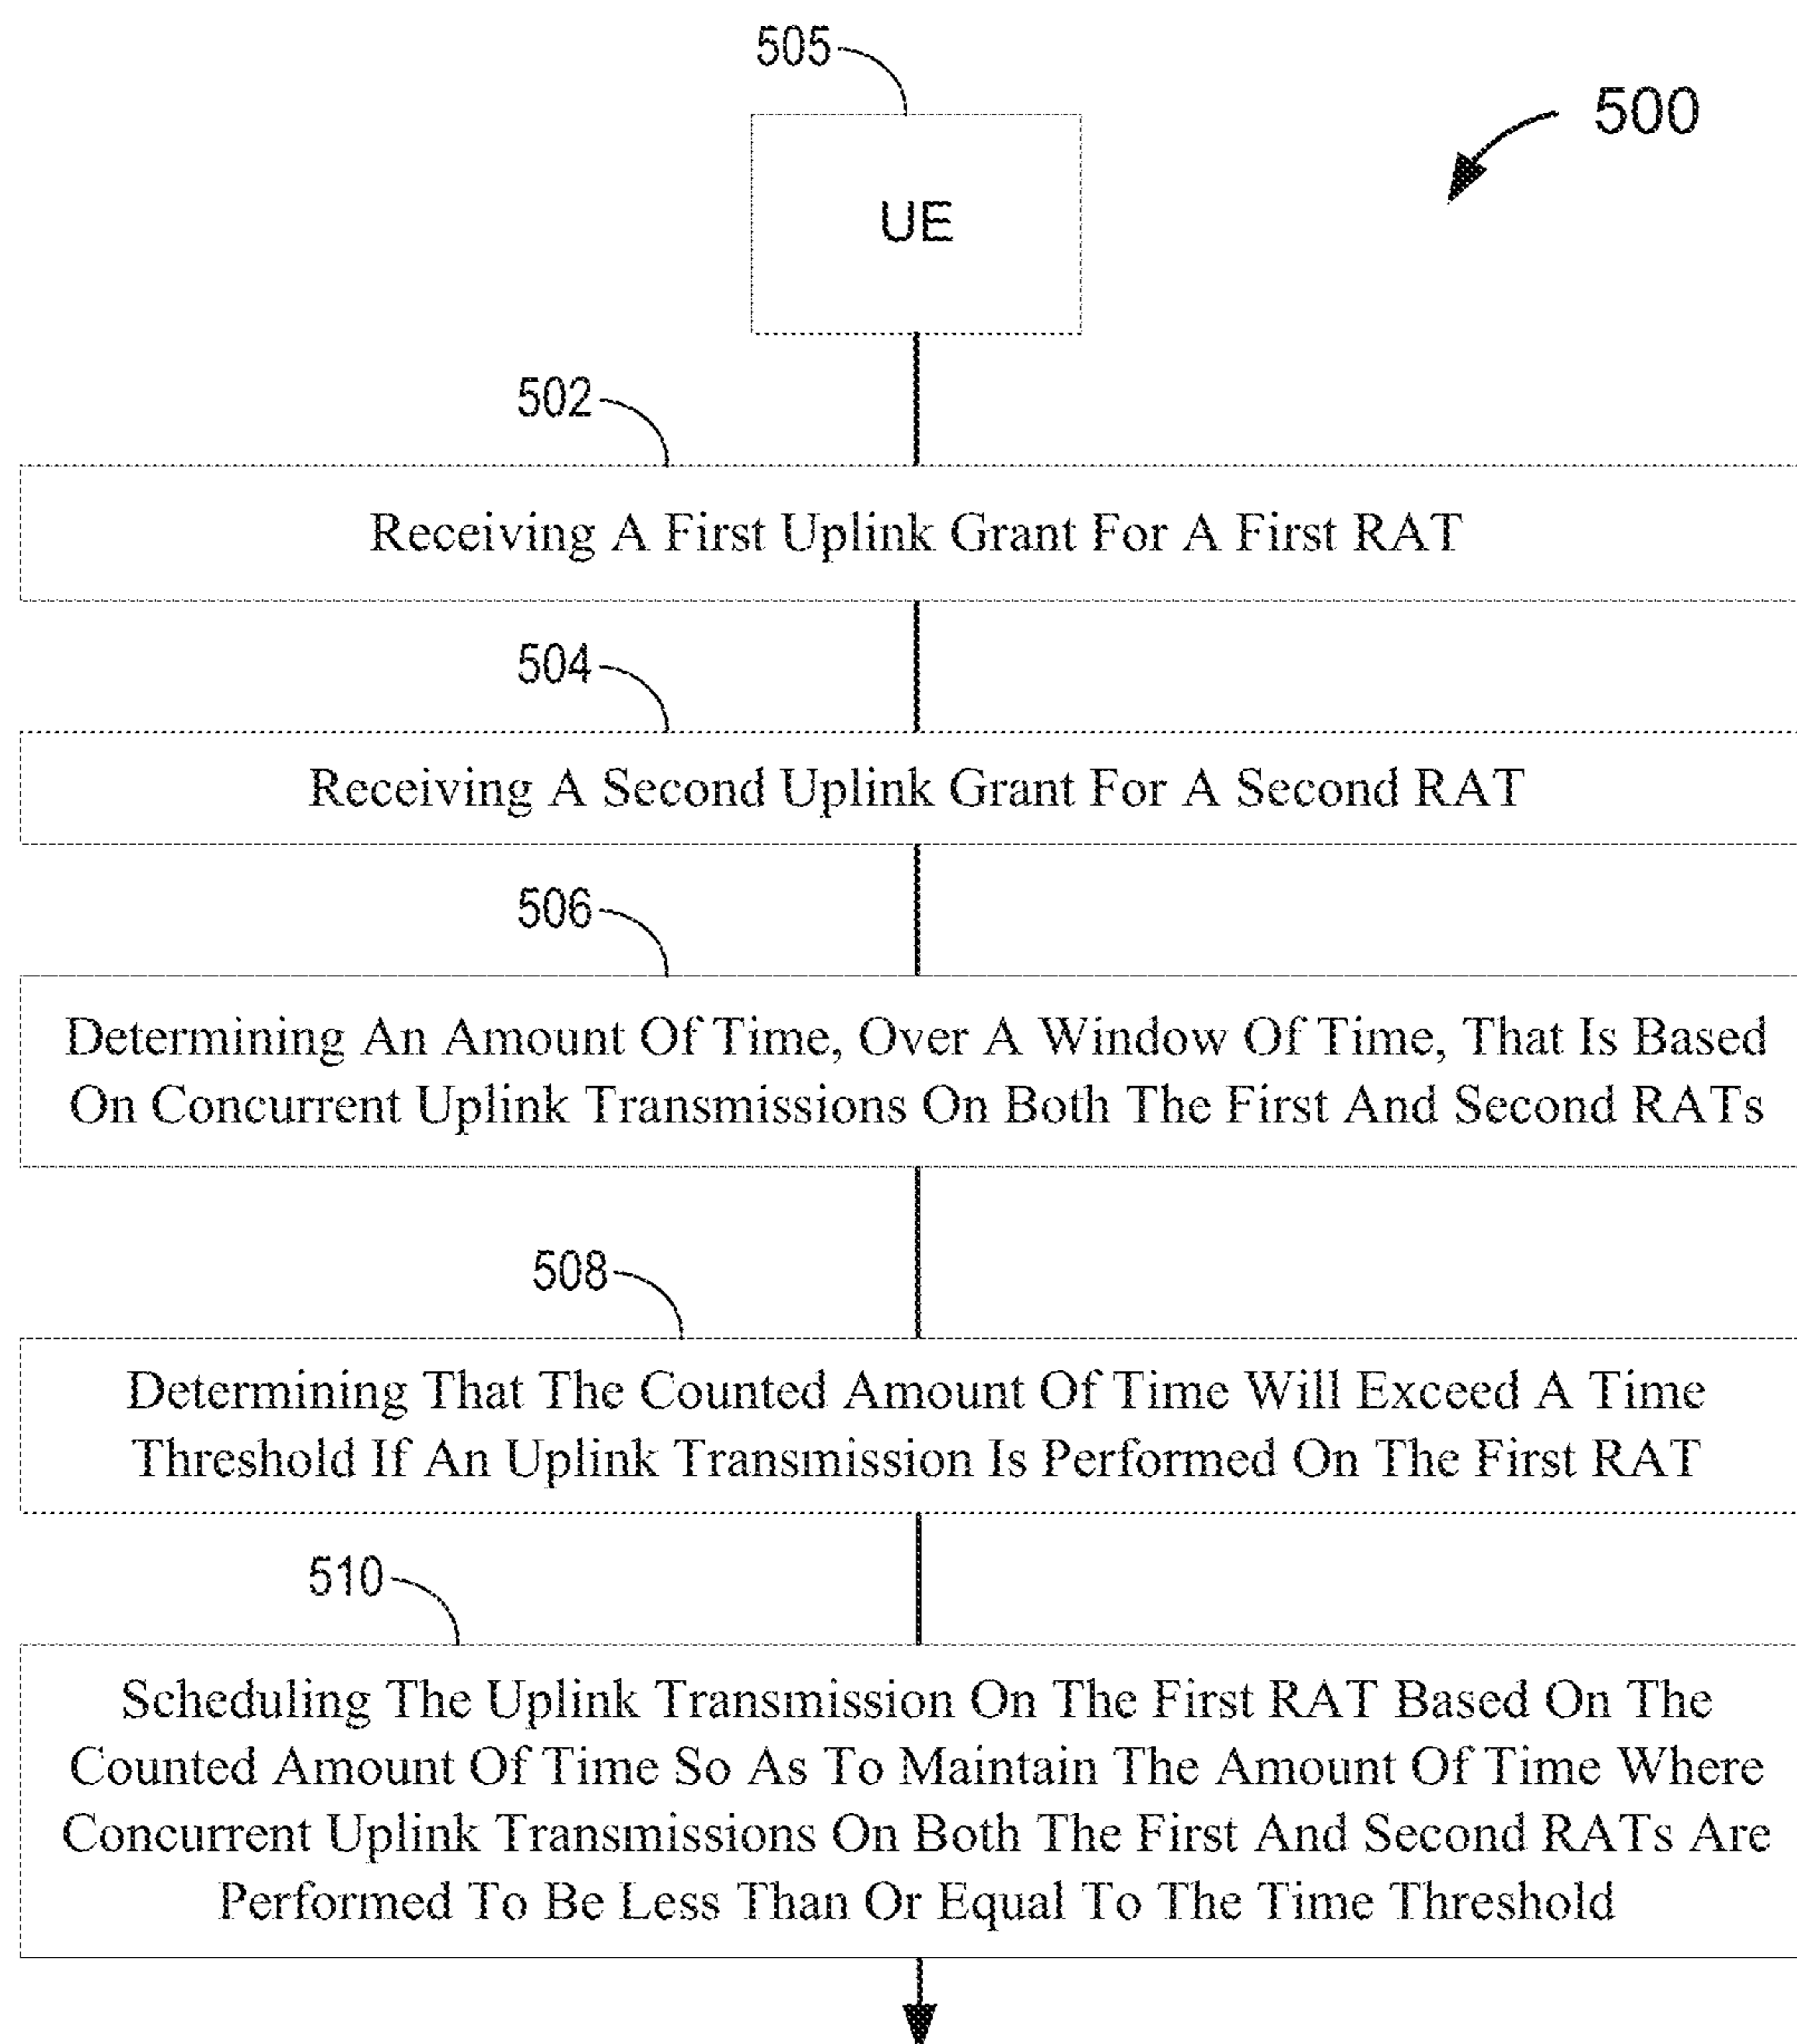 505
500
UE
502
Receiving A First Uplink Grant For A First RAT
504
Receiving A Second Uplink Grant For A Second RAT
506
Determining An Amount Of Time, Over A Window Of Time, That Is Based
On Concurrent Uplink Transmissions On Both The First And Second RATs
508
Determining That The Counted Amount Of Time Will Exceed A Time
Threshold If An Uplink Transmission Is Performed On The First RAT
510
Scheduling The Uplink Transmission On The First RAT Based On The
Counted Amount Of Time So As To Maintain The Amount Of Time Where
Concurrent Uplink Transmissions On Both The First And Second RATs Are
Performed To Be Less Than Or Equal To The Time Threshold